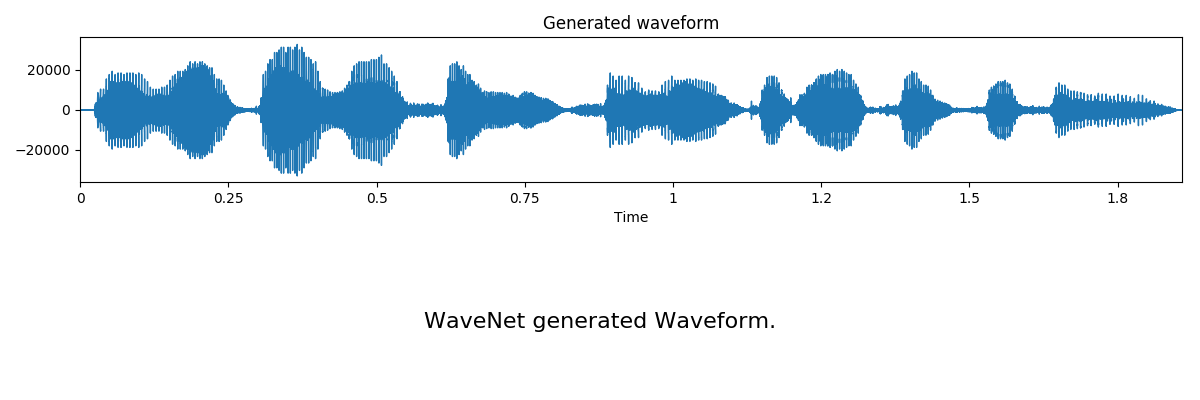 Generated waveform
20000
0
−20000
0 0.25 0.5 0.75 1 1.2 1.5 1.8
Time
WaveNet generated Waveform.